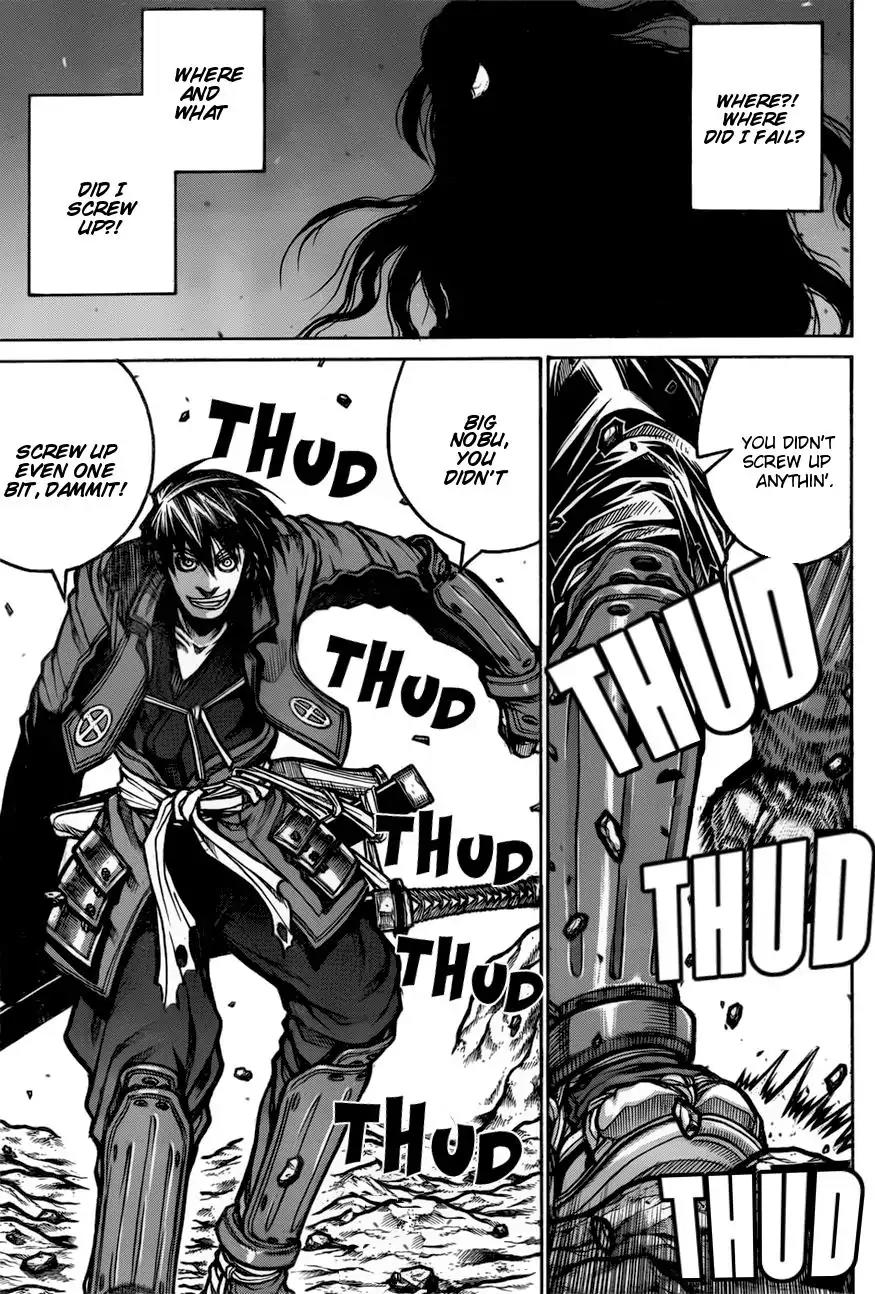 WHERE?!
WHERE
DID I FAIL?
WHERE
AND
WHAT
DID I
SCREW
UP?!
YOU DIDN'T
SCREW UP
ANYTHIN'.
THUD
THUD
THUD
BIG
NOBU,
YOU
DIDN'T
SCREW UP
EVEN ONE
BIT, DAMMIT!
THUD
THUD
THUD
THUD
THUD